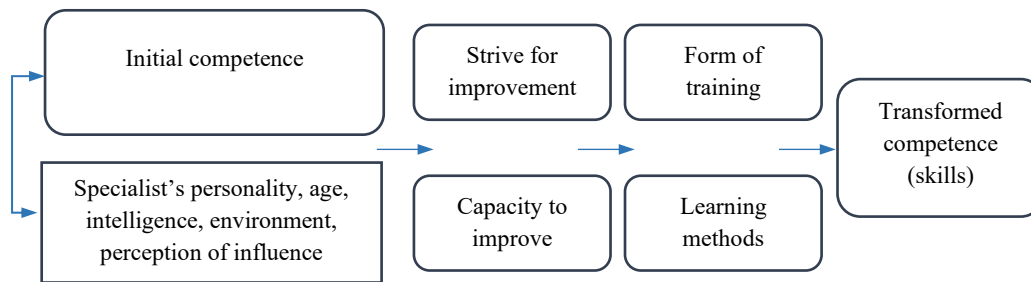 Initial competence
Specialist's personality, age,
intelligence, environment,
perception of influence
Strive for
improvement
Capacity to
improve
Form of
training
Learning
methods
Transformed
competence
(skills)